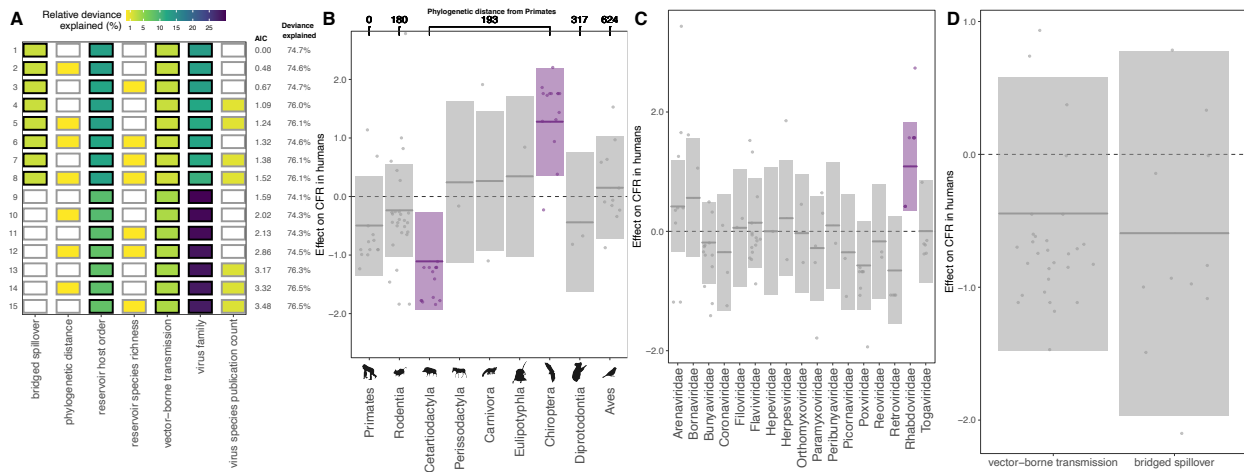 A
Relative deviance
explained (%)
1 10 20 30
AIC
Deviance
explained
1 0.00 74.7%
2 0.48 74.6%
3 0.67 74.7%
4 1.09 76.0%
5 1.24 76.1%
6 1.32 74.6%
7 1.38 76.1%
8 1.52 76.1%
9 1.59 74.1%
10 2.02 74.3%
11 2.13 74.3%
12 2.86 74.5%
13 3.17 76.3%
14 3.32 76.5%
15 3.48 76.5%
bridged spillover
phylogenetic distance
reservoir host order
reservoir species richness
vector−borne transmission
virus family
virus species publication count
B
Phylogenetic distance from Primates
0 180 193 317 624
Effect on CFR in humans
2.0
1.0
0.0
−1.0
−2.0
Primates
Rodentia
Cetartiodactyla
Perissodactyla
Carnivora
Eulipotyphla
Chiroptera
Diprotodontia
Aves
C
Effect on CFR in humans
2.0
0.0
−2.0
Arenaviridae
Bornaviridae
Bunyaviridae
Coronaviridae
Filoviridae
Flaviviridae
Hepeviridae
Herpesviridae
Orthomyxoviridae
Paramyxoviridae
Peribunyaviridae
Picornaviridae
Poxviridae
Reoviridae
Retroviridae
Rhabdoviridae
Togaviridae
D
Effect on CFR in humans
1.0
0.0
−1.0
−2.0
vector−borne transmission
bridged spillover